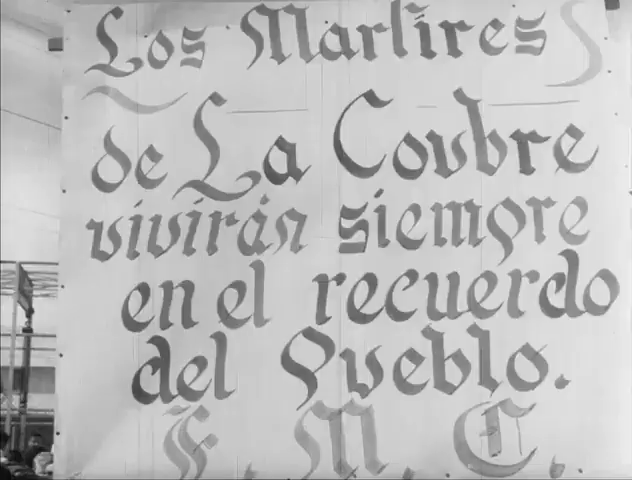 Los Martires
de La Coubre
vivirán siempre
en el recuerdo
del Pueblo.
F. M. C.